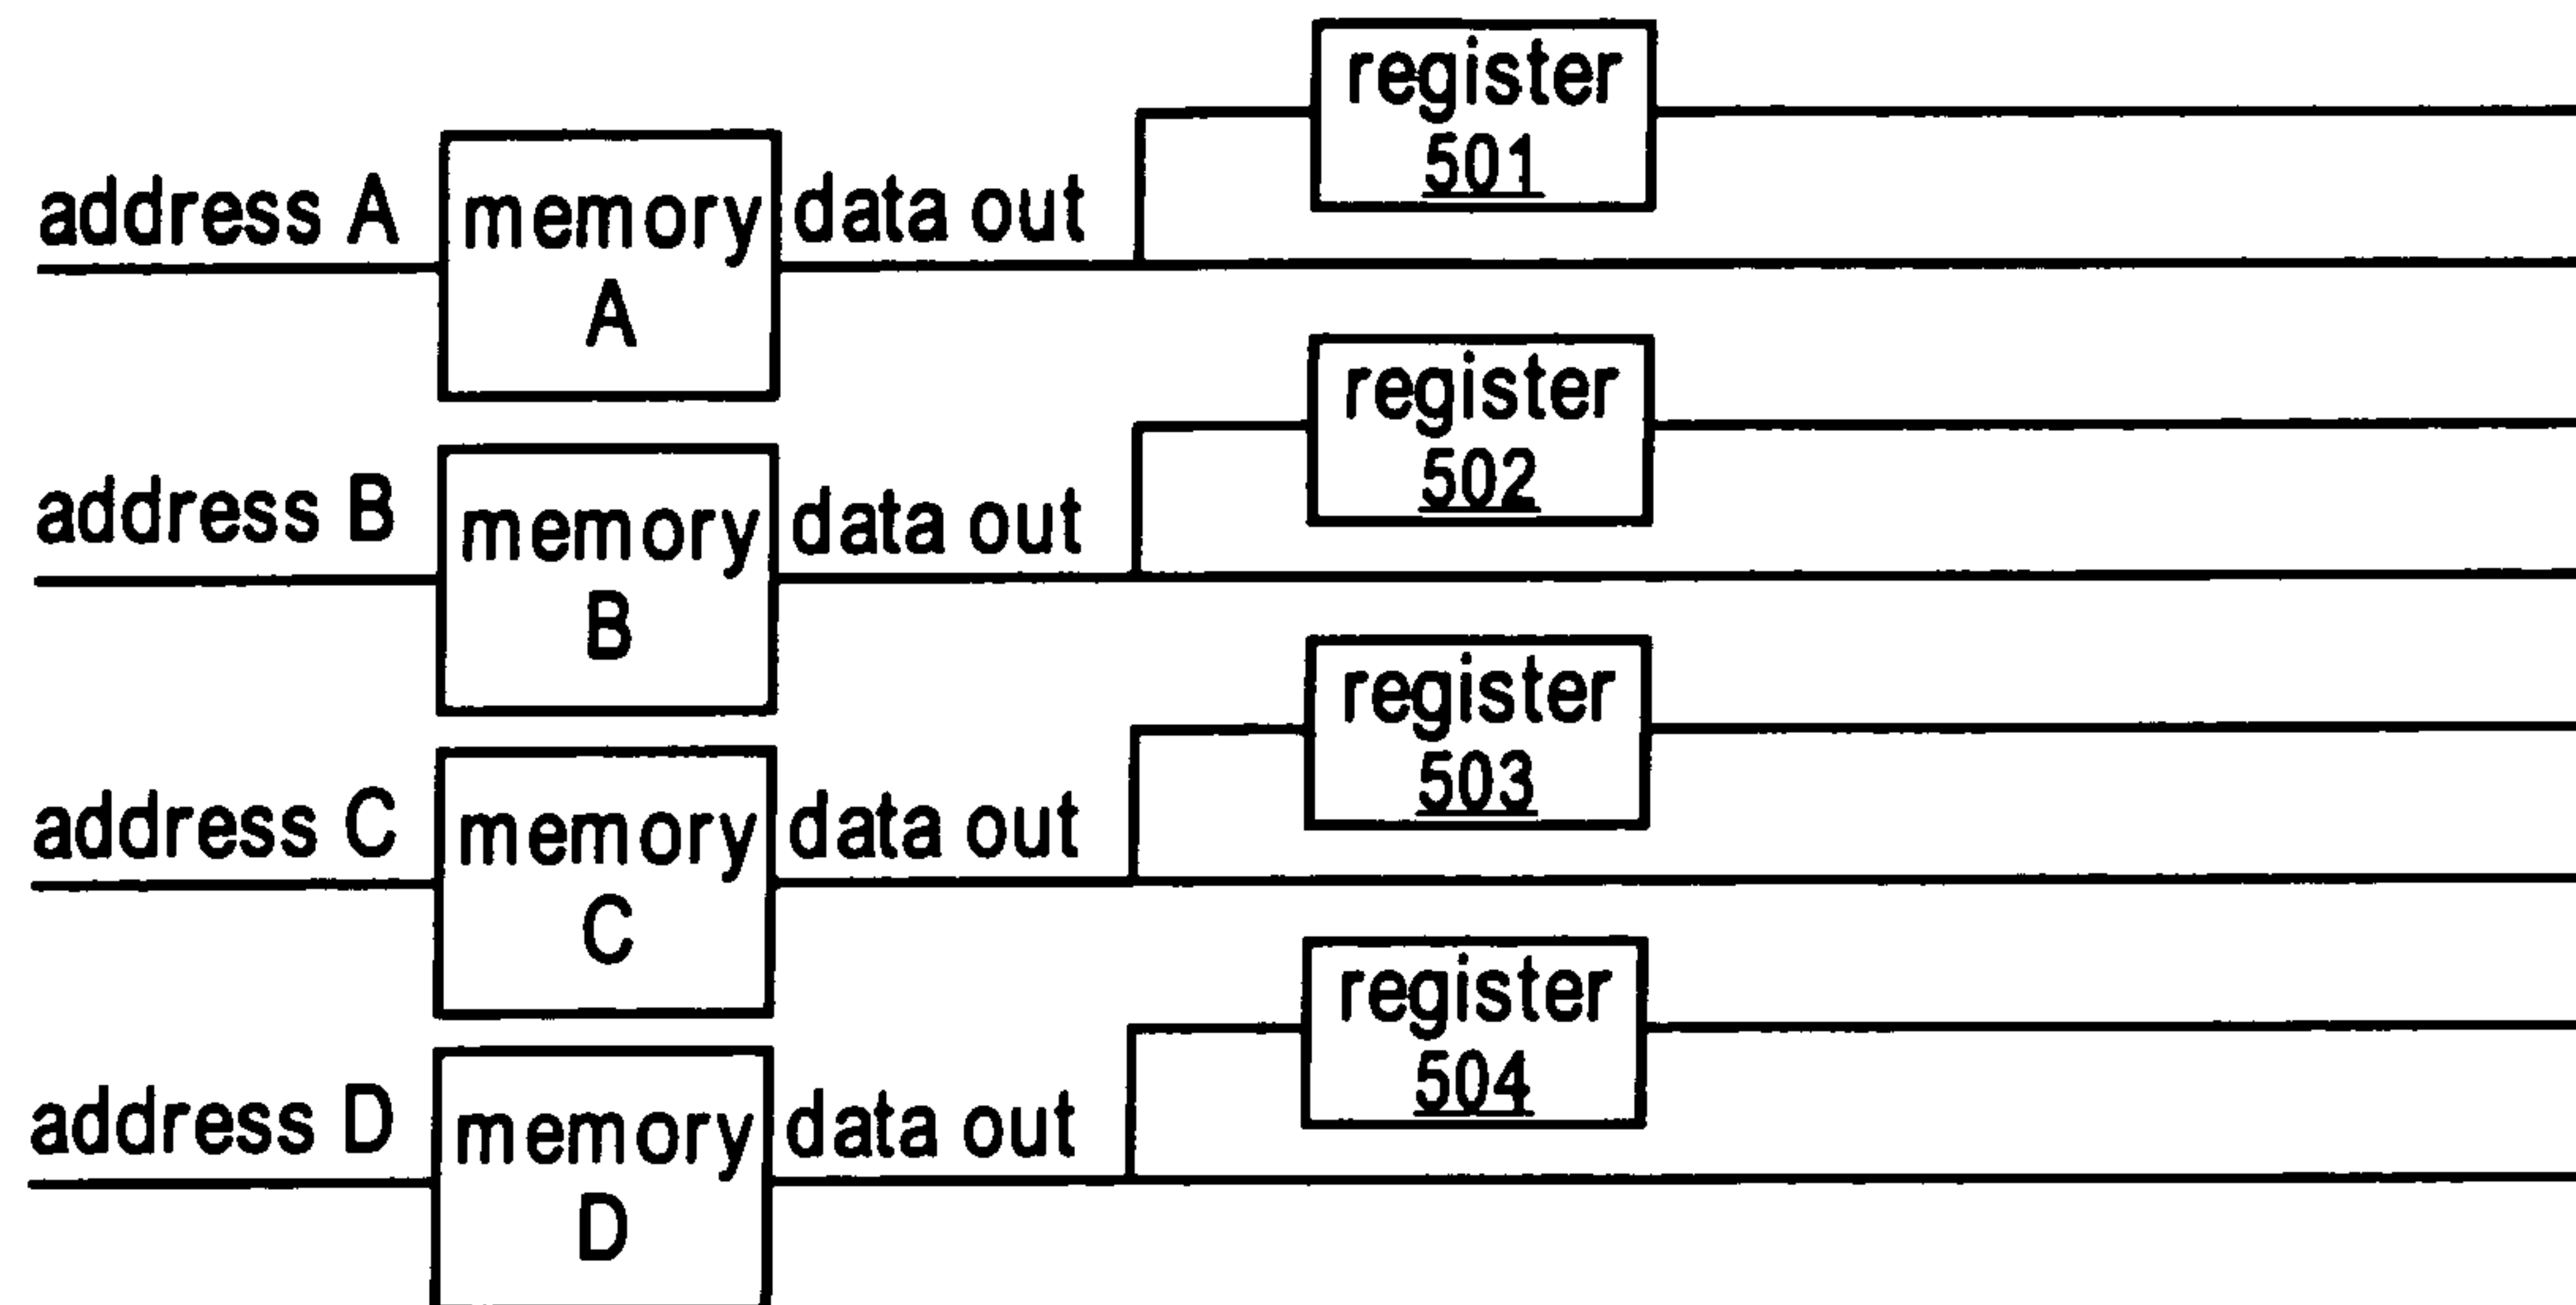 register
501
address A
memory
A
data out
register
502
address B
memory
B
data out
register
503
address C
memory
C
data out
register
504
address D
memory
D
data out